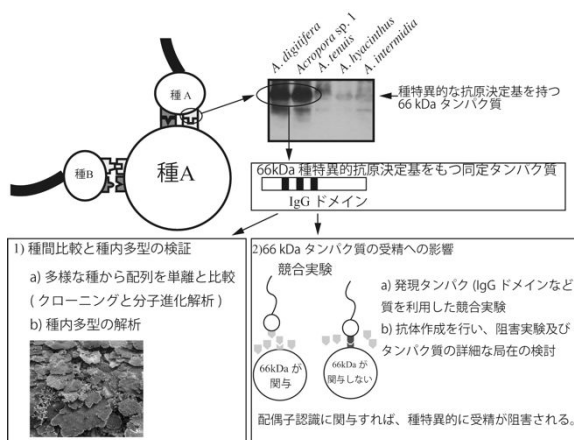 A. digitifera
Acropora sp. 1
A. tenuis
A. hyacinthus
A. intermidia
種A
種B
種A
種特異的な抗原決定基を持つ
66 kDa タンパク質
66kDa 種特異的抗原決定基をもつ同定タンパク質
IgG ドメイン
1) 種間比較と種内多型の検証
a) 多様な種から配列を単離と比較
( クローニングと分子進化解析 )
b) 種内多型の解析
2)66 kDa タンパク質の受精への影響
競合実験
66kDa が
関与
66kDa が
関与しない
a) 発現タンパク (IgG ドメインなど
質を利用した競合実験
b) 抗体作成を行い、阻害実験及び
タンパク質の詳細な局在の検討
配偶子認識に関与すれば、種特異的に受精が阻害される。